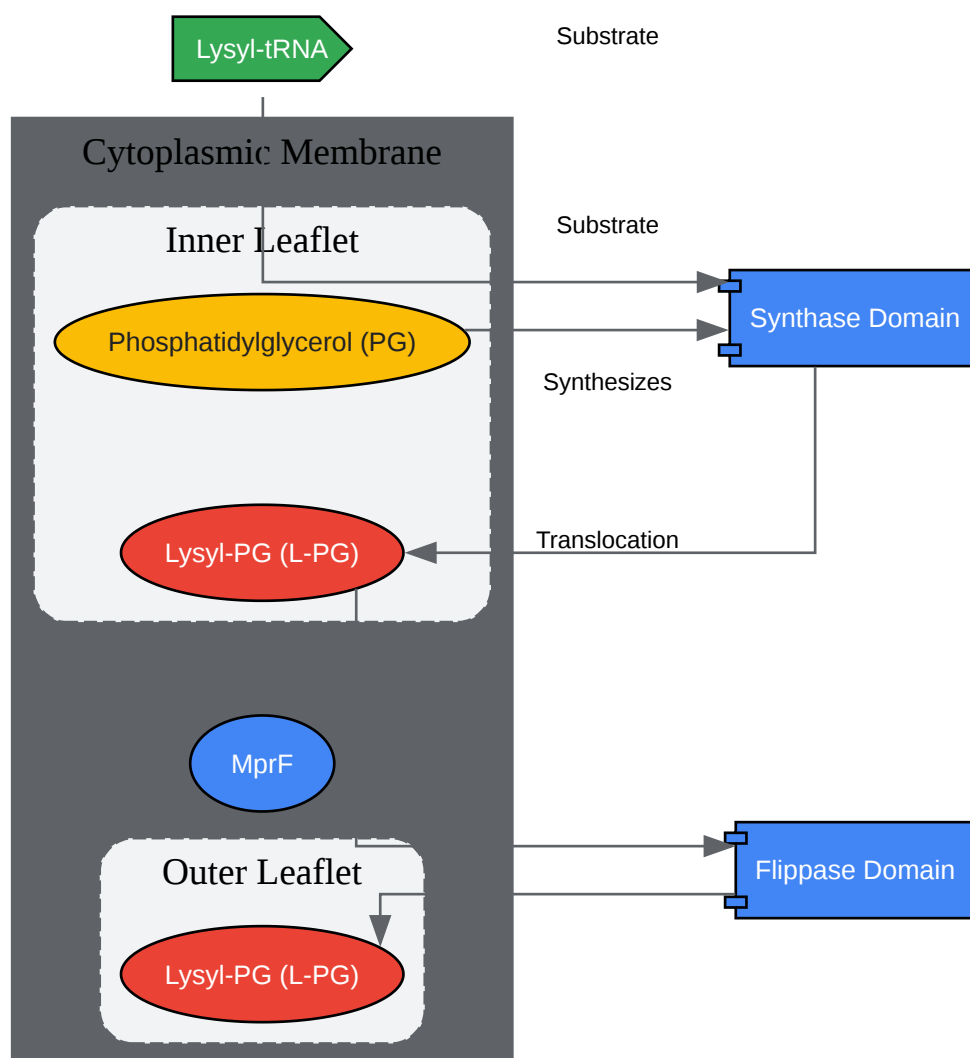 Lysyl-tRNA
Substrate
Cytoplasmic Membrane
Inner Leaflet
Substrate
Synthase Domain
Phosphatidylglycerol (PG)
Synthesizes
Translocation
Lysyl-PG (L-PG)
MprF
Outer Leaflet
Flippase Domain
Lysyl-PG (L-PG)